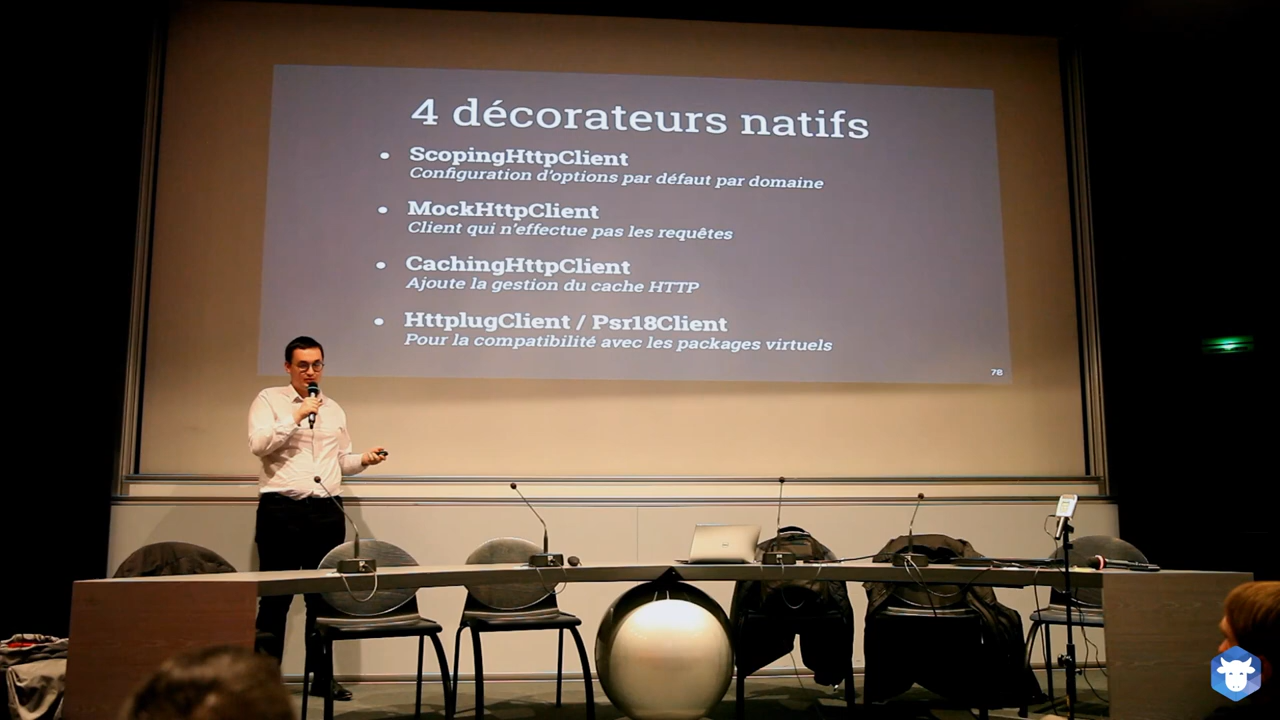 4 décorateurs natifs
• ScopingHttpClient
Configuration d'options par défaut par domaine
• MockHttpClient
Client qui n'effectue pas les requêtes
• CachingHttpClient
Ajoute la gestion du cache HTTP
• HttplugClient / Psr18Client
Pour la compatibilité avec les packages virtuels
78